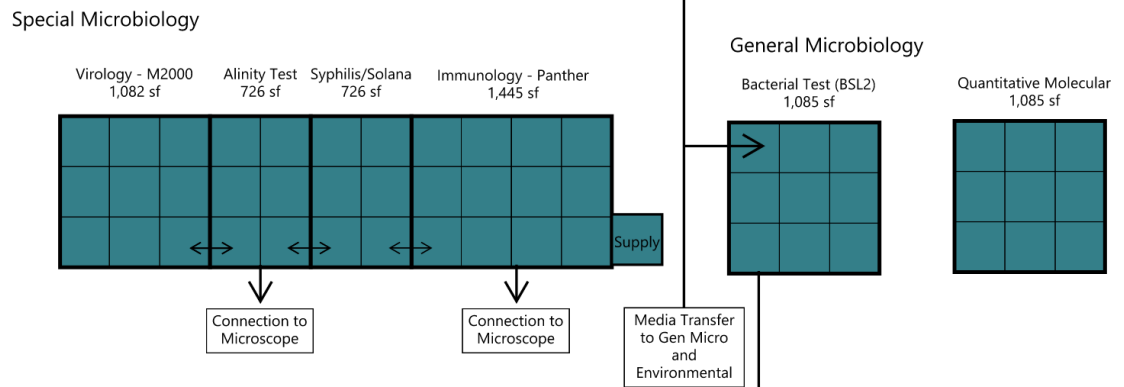 Special Microbiology
General Microbiology
Virology - M2000
1,082 sf
Alinity Test
726 sf
Syphilis/Solana
726 sf
Immunology - Panther
1,445 sf
Bacterial Test (BSL2)
1,085 sf
Quantitative Molecular
1,085 sf
Supply
Connection to
Microscope
Connection to
Microscope
Media Transfer
to Gen Micro
and
Environmental